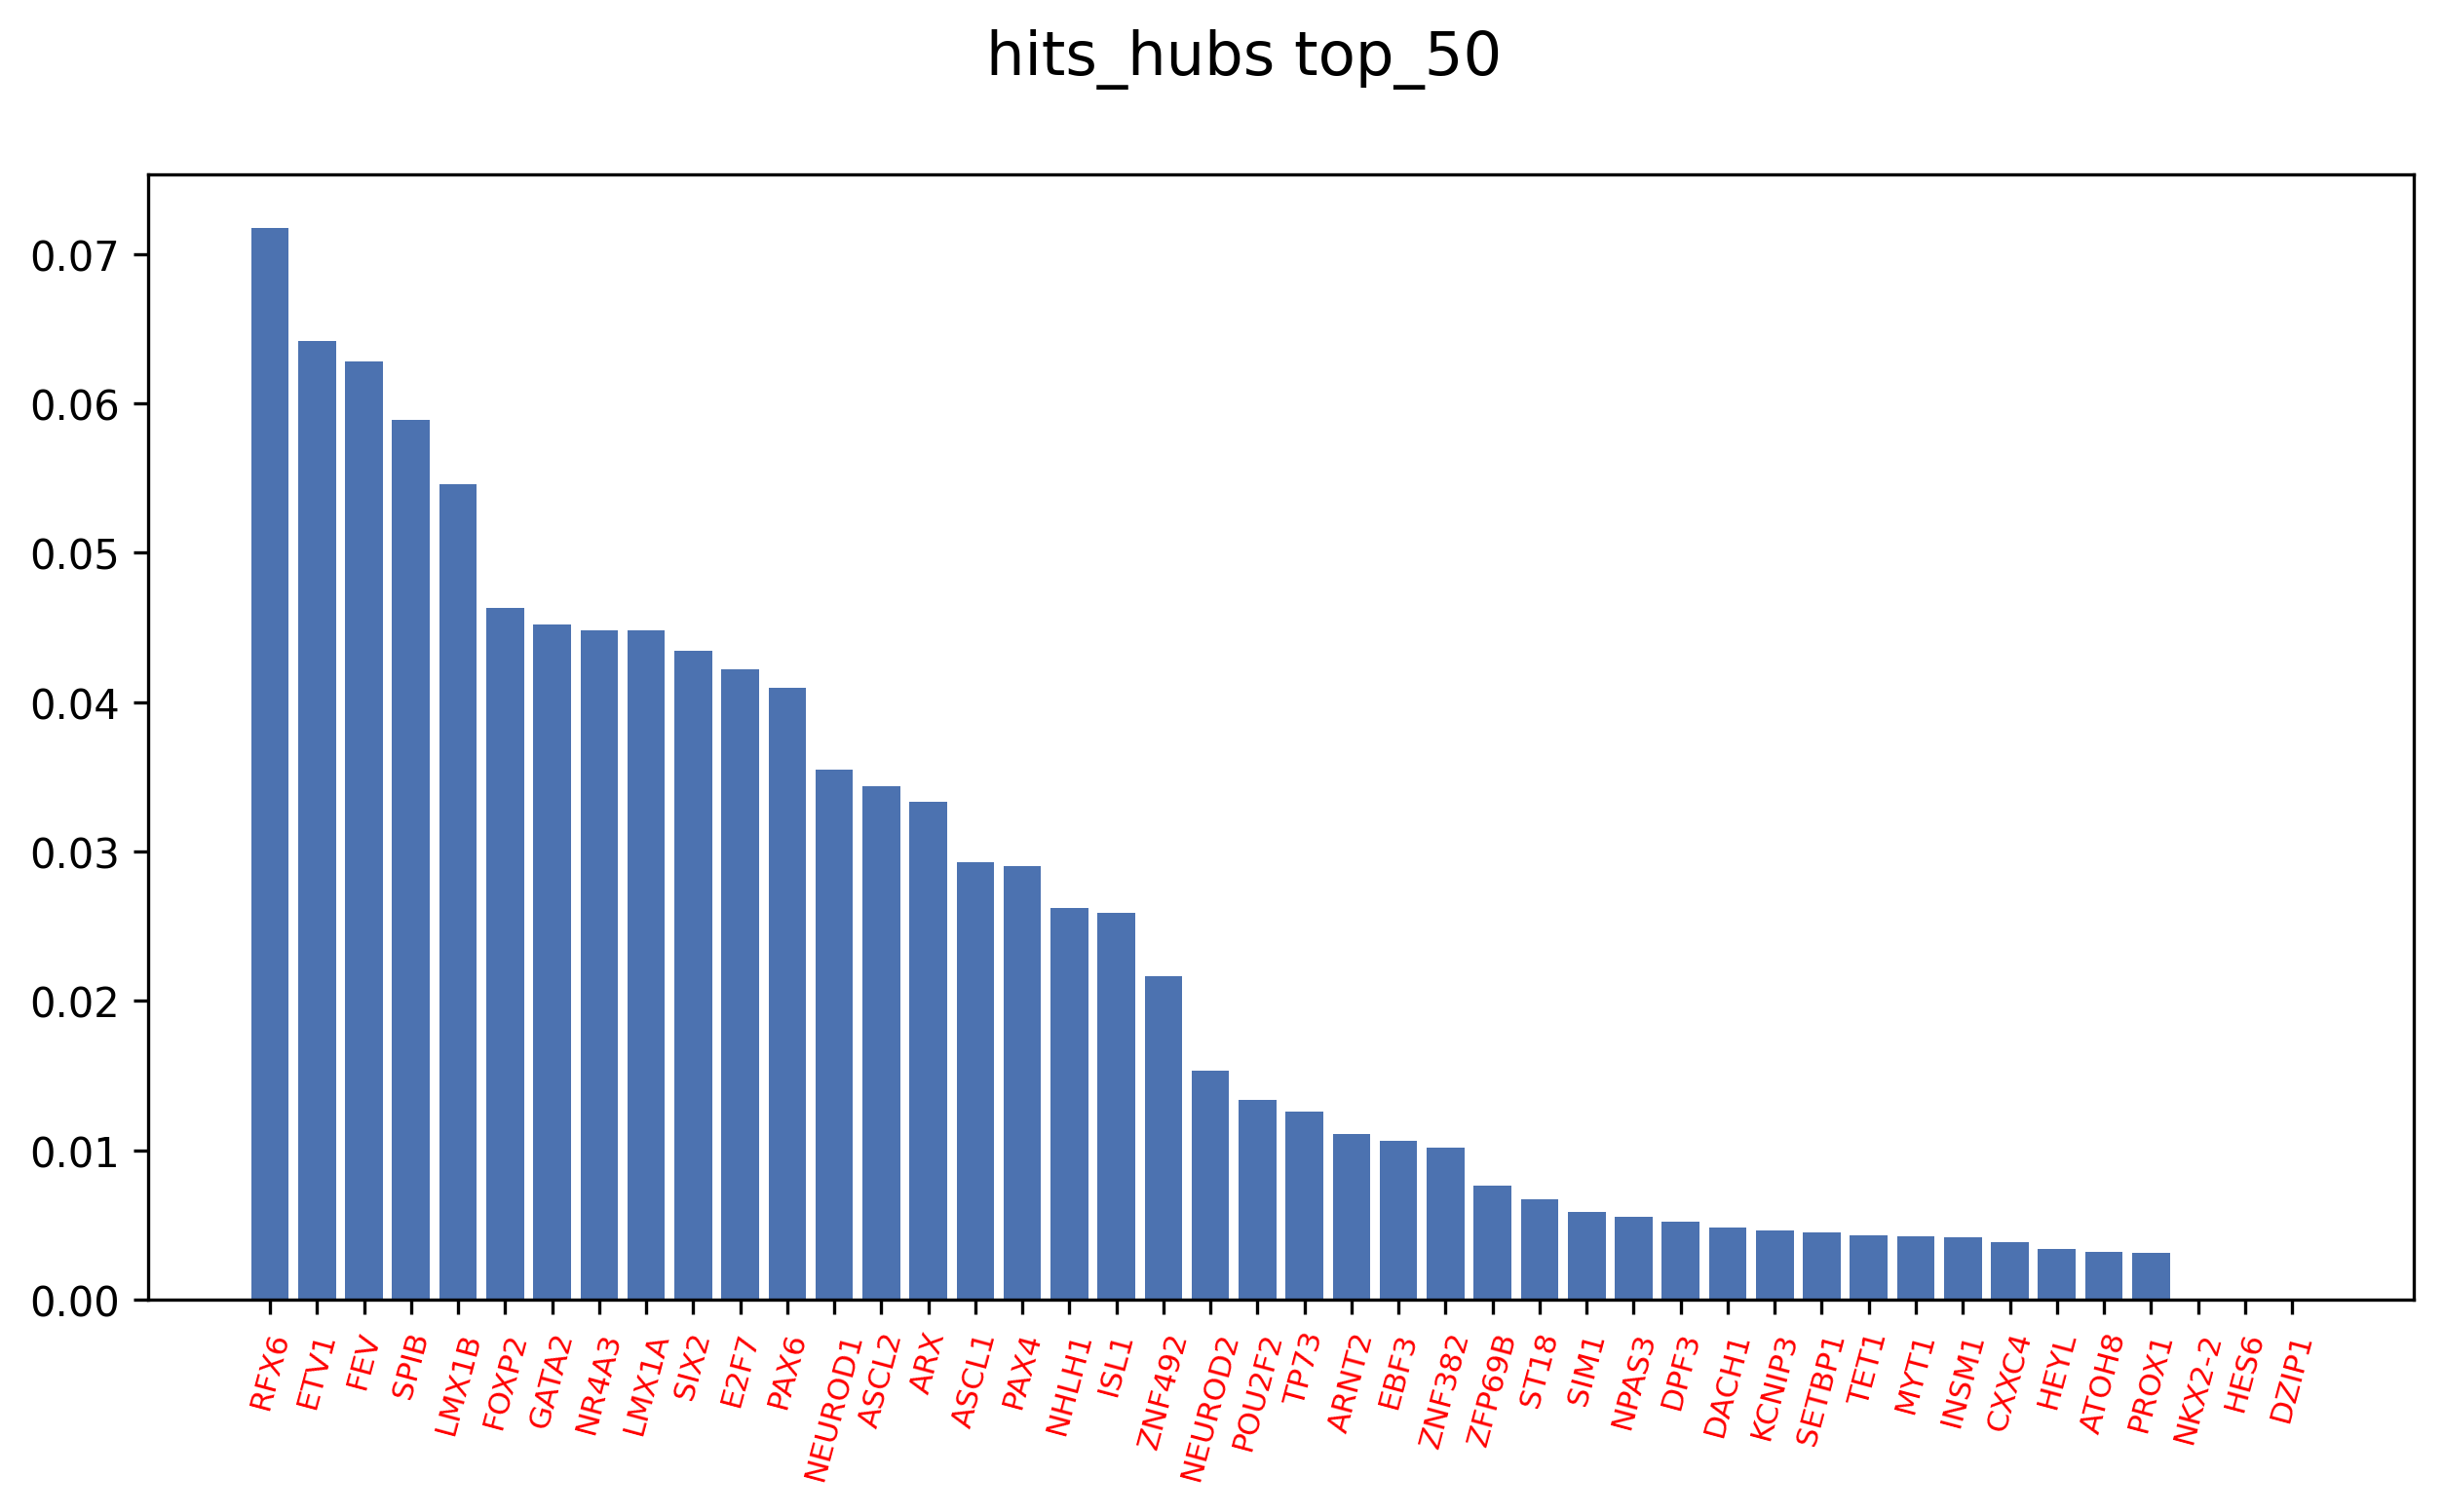 hits_hubs top_50
0.07
0.06
0.05
0.04
0.03
0.02
0.01
0.00
RFX6
ETV1
FEV
SPIB
LMX1B
FOXP2
GATA2
NR4A3
LMX1A
SIX2
E2F7
PAX6
NEUROD1
ASCL2
ARX
ASCL1
PAX4
NHLH1
ISL1
ZNF492
NEUROD2
POU2F2
TP73
ARNT2
EBF3
ZNF382
ZFP69B
ST18
SIM1
NPAS3
DPF3
DACH1
KCNIP3
SETBP1
TET1
MYT1
INSM1
CXXC4
HEYL
ATOH8
PROX1
NKX2-2
HES6
DZIP1